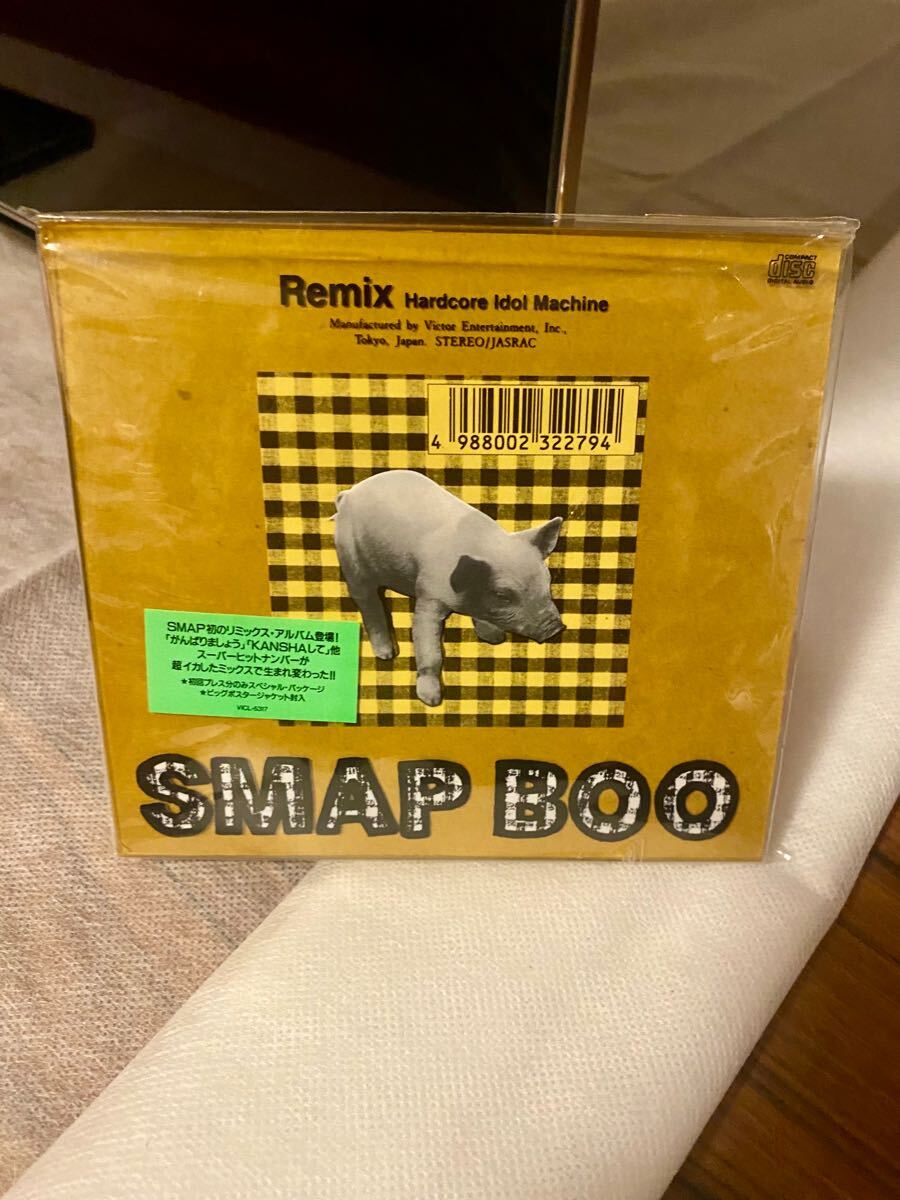 COMPACT
disc
DIGITAL AUDIO
Remix Hardcore Idol Machine
Manufactured by Victor Entertainment, Inc.,
Tokyo, Japan. STEREO/JASRAC
4 988002 322794
SMAP初のリミックス・アルバム登場!
「がんばりましょう」「KANSHAして」他
スーパーヒットナンバーが
超イカしたミックスで生まれ変わった!!
★初回プレス分のみスペシャル・パッケージ
★ビッグポスタージャケット封入
VICL-5317
SMAP BOO